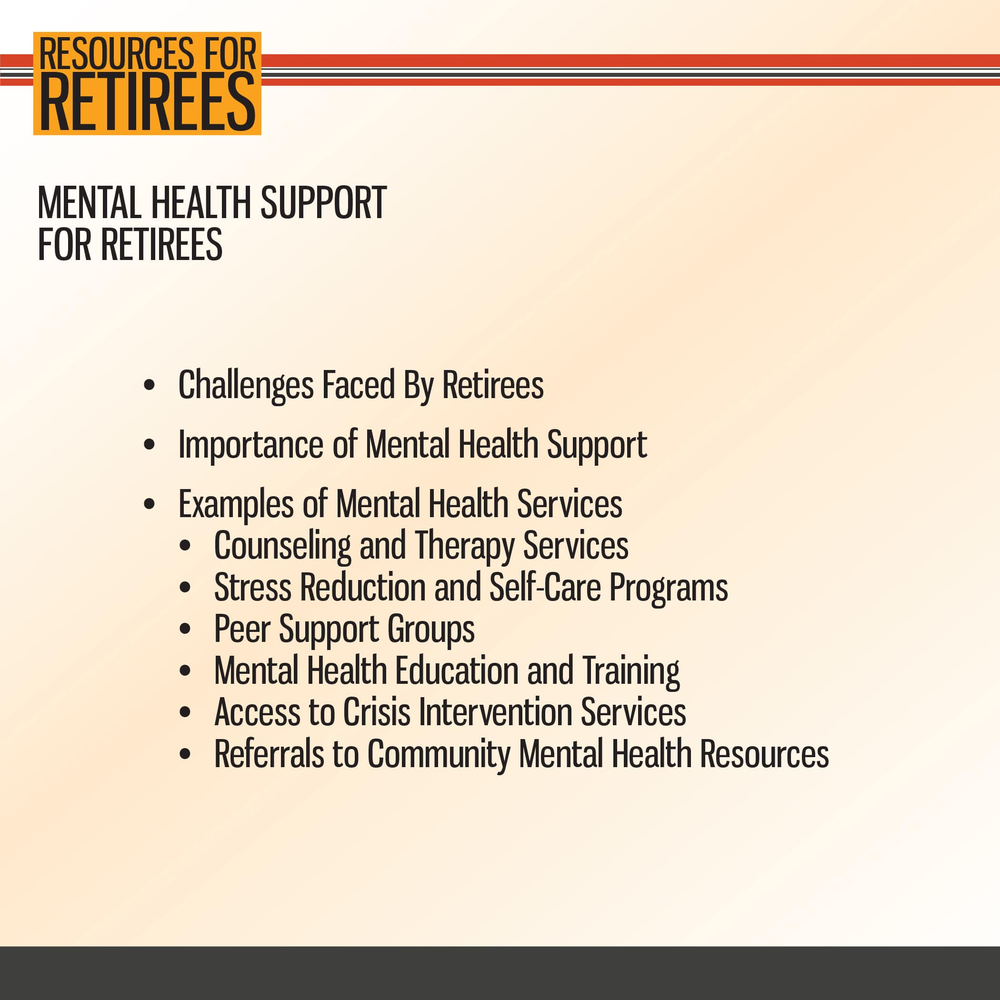 RESOURCES FOR
RETIREES
MENTAL HEALTH SUPPORT
FOR RETIREES
• Challenges Faced By Retirees
• Importance of Mental Health Support
• Examples of Mental Health Services
• Counseling and Therapy Services
• Stress Reduction and Self-Care Programs
• Peer Support Groups
• Mental Health Education and Training
• Access to Crisis Intervention Services
• Referrals to Community Mental Health Resources